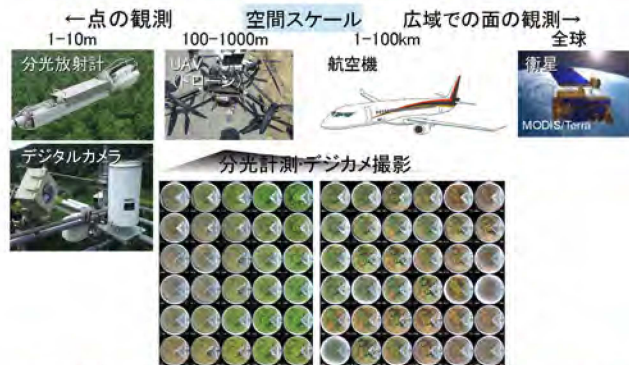 ←点の観測 空間スケール 広域での面の観測→
1-10m 100-1000m 1-100km 全球
分光放射計 UAV 航空機 衛星
ドローン
MODIS/Terra
デジタルカメラ 分光計測・デジカメ撮影